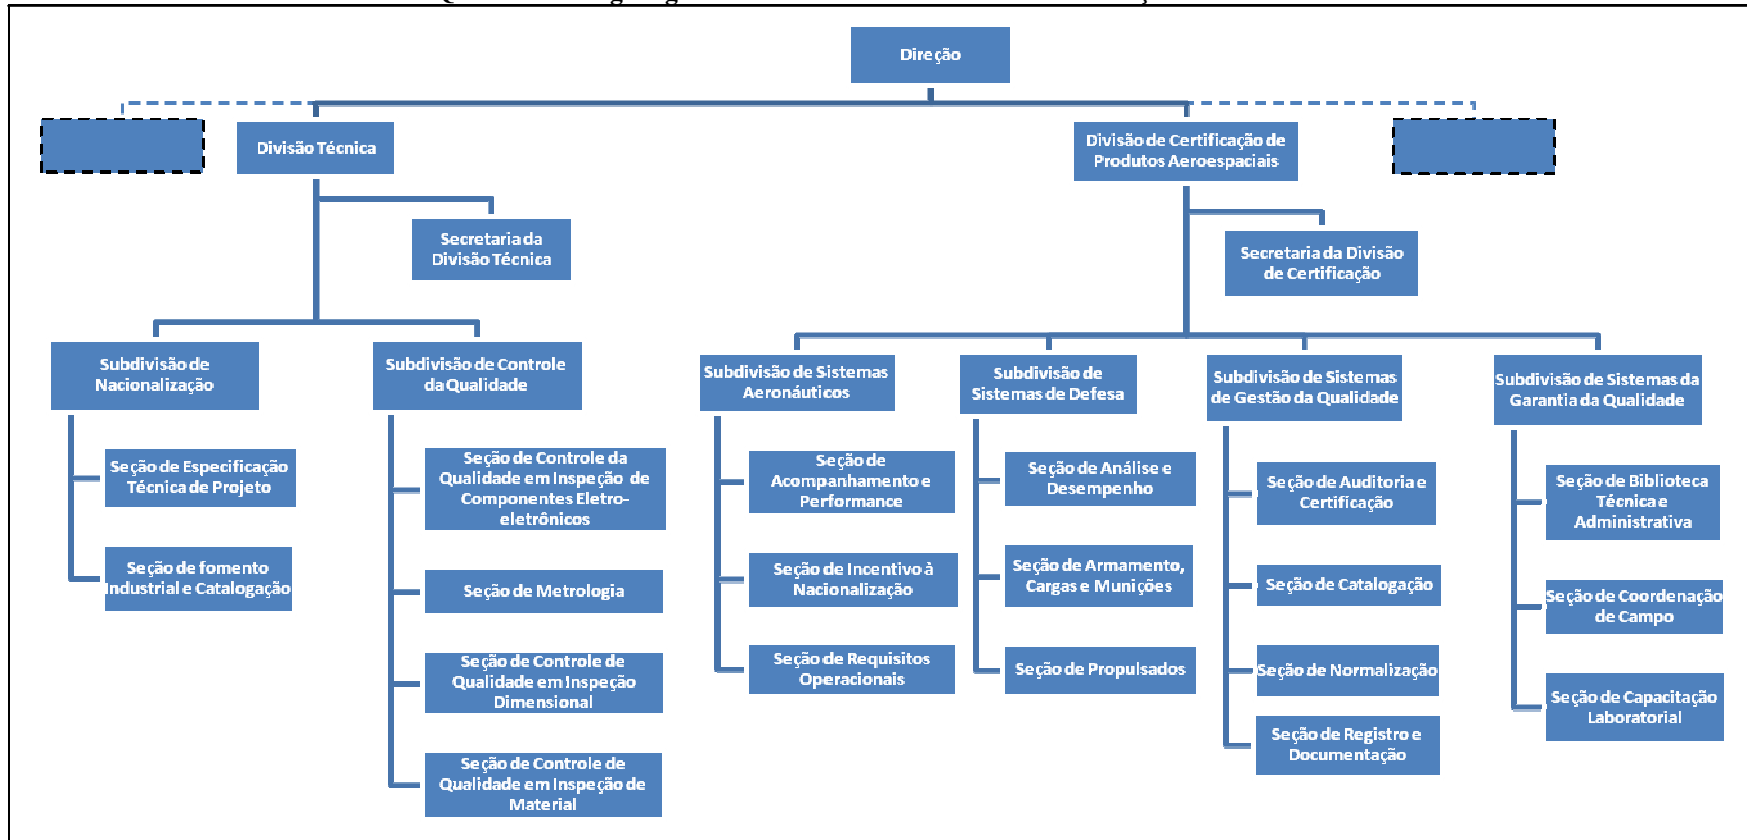 Direção
Divisão Técnica
Divisão de Certificação de
Produtos Aeroespaciais
Secretaria da
Divisão Técnica
Secretaria da Divisão
de Certificação
Subdivisão de
Nacionalização
Subdivisão de Controle
da Qualidade
Subdivisão de Sistemas
Aeronáuticos
Subdivisão de
Sistemas de Defesa
Subdivisão de Sistemas
de Gestão da Qualidade
Subdivisão de Sistemas da
Garantia da Qualidade
Seção de Especificação
Técnica de Projeto
Seção de fomento
Industrial e Catalogação
Seção de Controle da
Qualidade em Inspeção de
Componentes Eletro-
eletrônicos
Seção de Metrologia
Seção de Controle de
Qualidade em Inspeção
Dimensional
Seção de Controle de
Qualidade em Inspeção de
Material
Seção de
Acompanhamento e
Performance
Seção de Incentivo à
Nacionalização
Seção de Requisitos
Operacionais
Seção de Análise e
Desempenho
Seção de Armamento,
Cargas e Munições
Seção de Propulsados
Seção de Auditoria e
Certificação
Seção de Catalogação
Seção de Normalização
Seção de Registro e
Documentação
Seção de Biblioteca
Técnica e
Administrativa
Seção de Coordenação
de Campo
Seção de Capacitação
Laboratorial